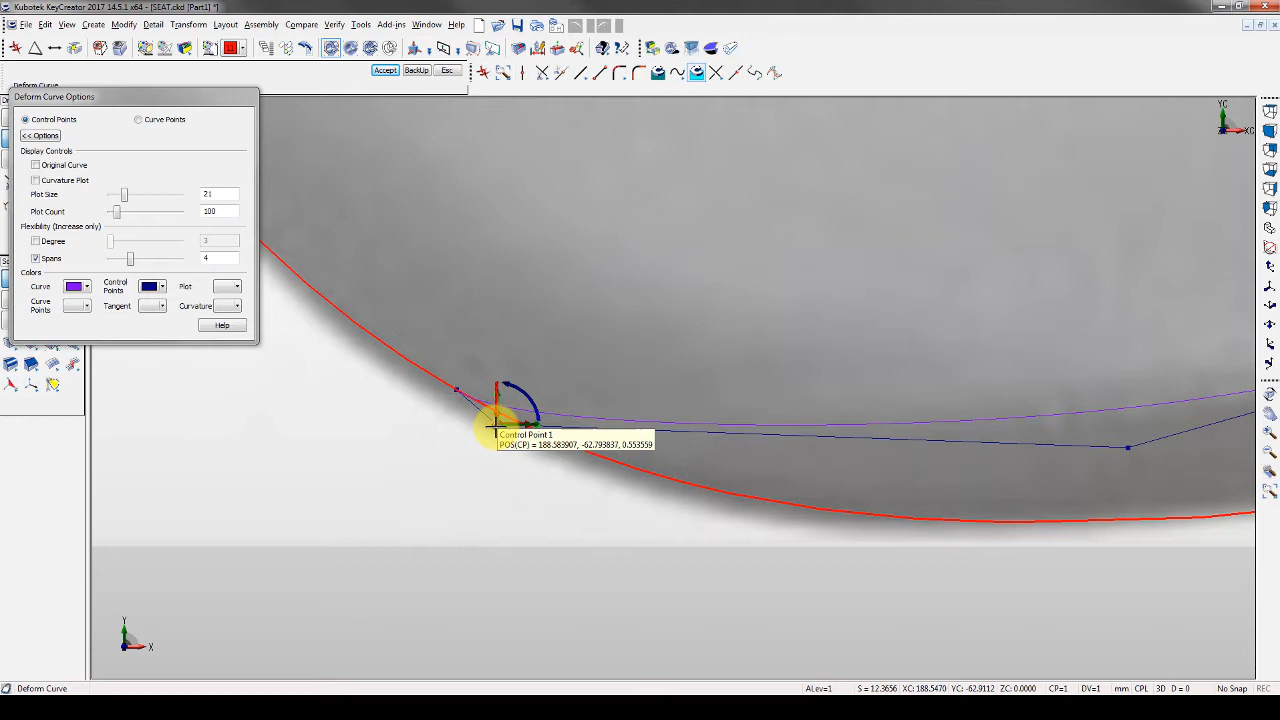 Kubotek KeyCreator 2017 14.5.1 x64 - [SEAT.ckd [Part1] *]
File Edit View Create Modify Detail Transform Layout Assembly Compare Verify Tools Add-ins Window Help
Accept BackUp Esc
Deform Curve
Deform Curve Options
Control Points Curve Points
<< Options
Display Controls
Original Curve
Curvature Plot
Plot Size 21
Plot Count 100
Flexibility (Increase only)
Degree 3
Spans 4
Colors
Curve Control Points Plot
Curve Points Tangent Curvature
Help
YC
XC
Control Point 1
POS(CP) = 188.583907, -62.793837, 0.553559
Y
X
Deform Curve ALev=1 S = 12.3656 XC: 188.5470 YC: -62.9112 ZC: 0.0000 CP=1 DV=1 mm CPL 3D D = 0 No Snap REC